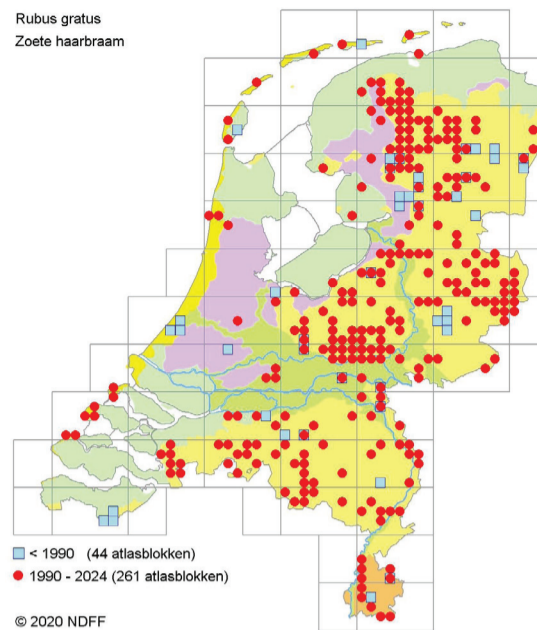 Rubus gratus
Zoete haarbraam
< 1990 (44 atlasblokken)
1990 - 2024 (261 atlasblokken)
© 2020 NDFF